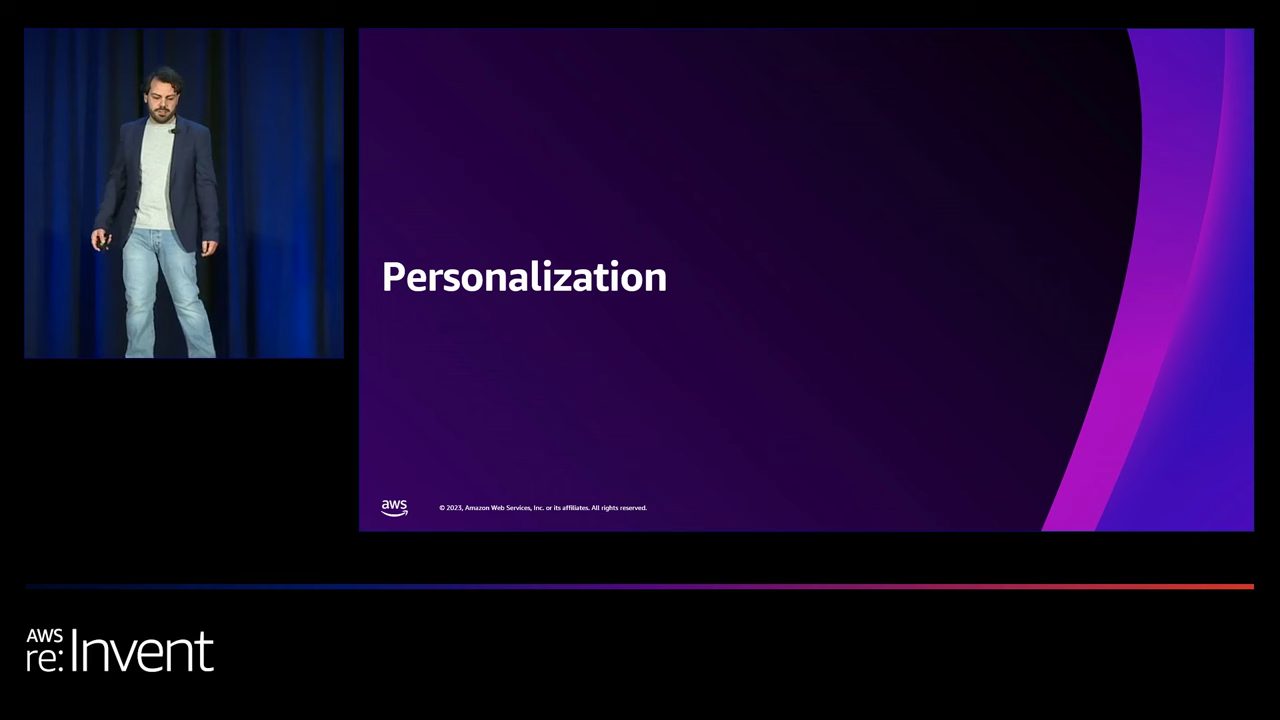 Personalization
aws
© 2023, Amazon Web Services, Inc. or its affiliates. All rights reserved.
AWS
re:Invent